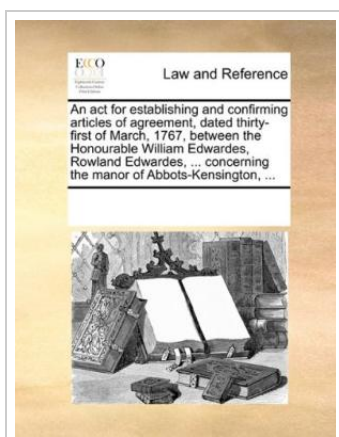 ECCO
Law and Reference
An act for establishing and confirming
articles of agreement, dated thirty-
first of March, 1767, between the
Honourable William Edwardes,
Rowland Edwardes, ... concerning
the manor of Abbots-Kensington, ...